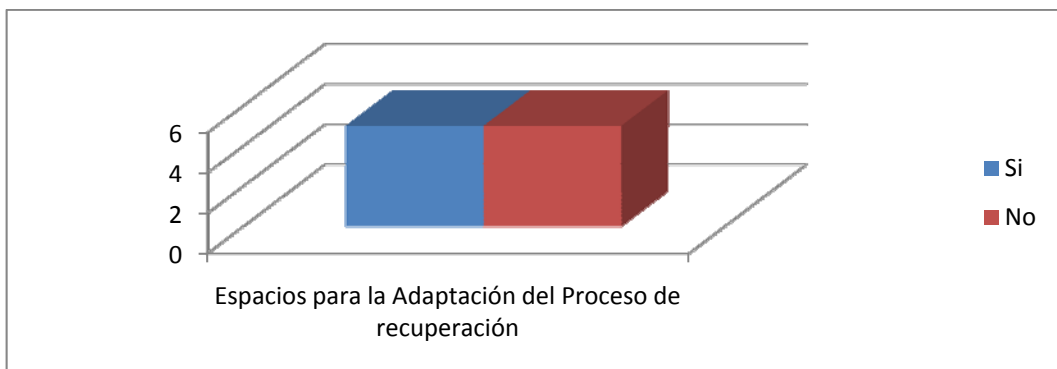 6
4
2
0
Si
No
Espacios para la Adaptación del Proceso de
recuperación